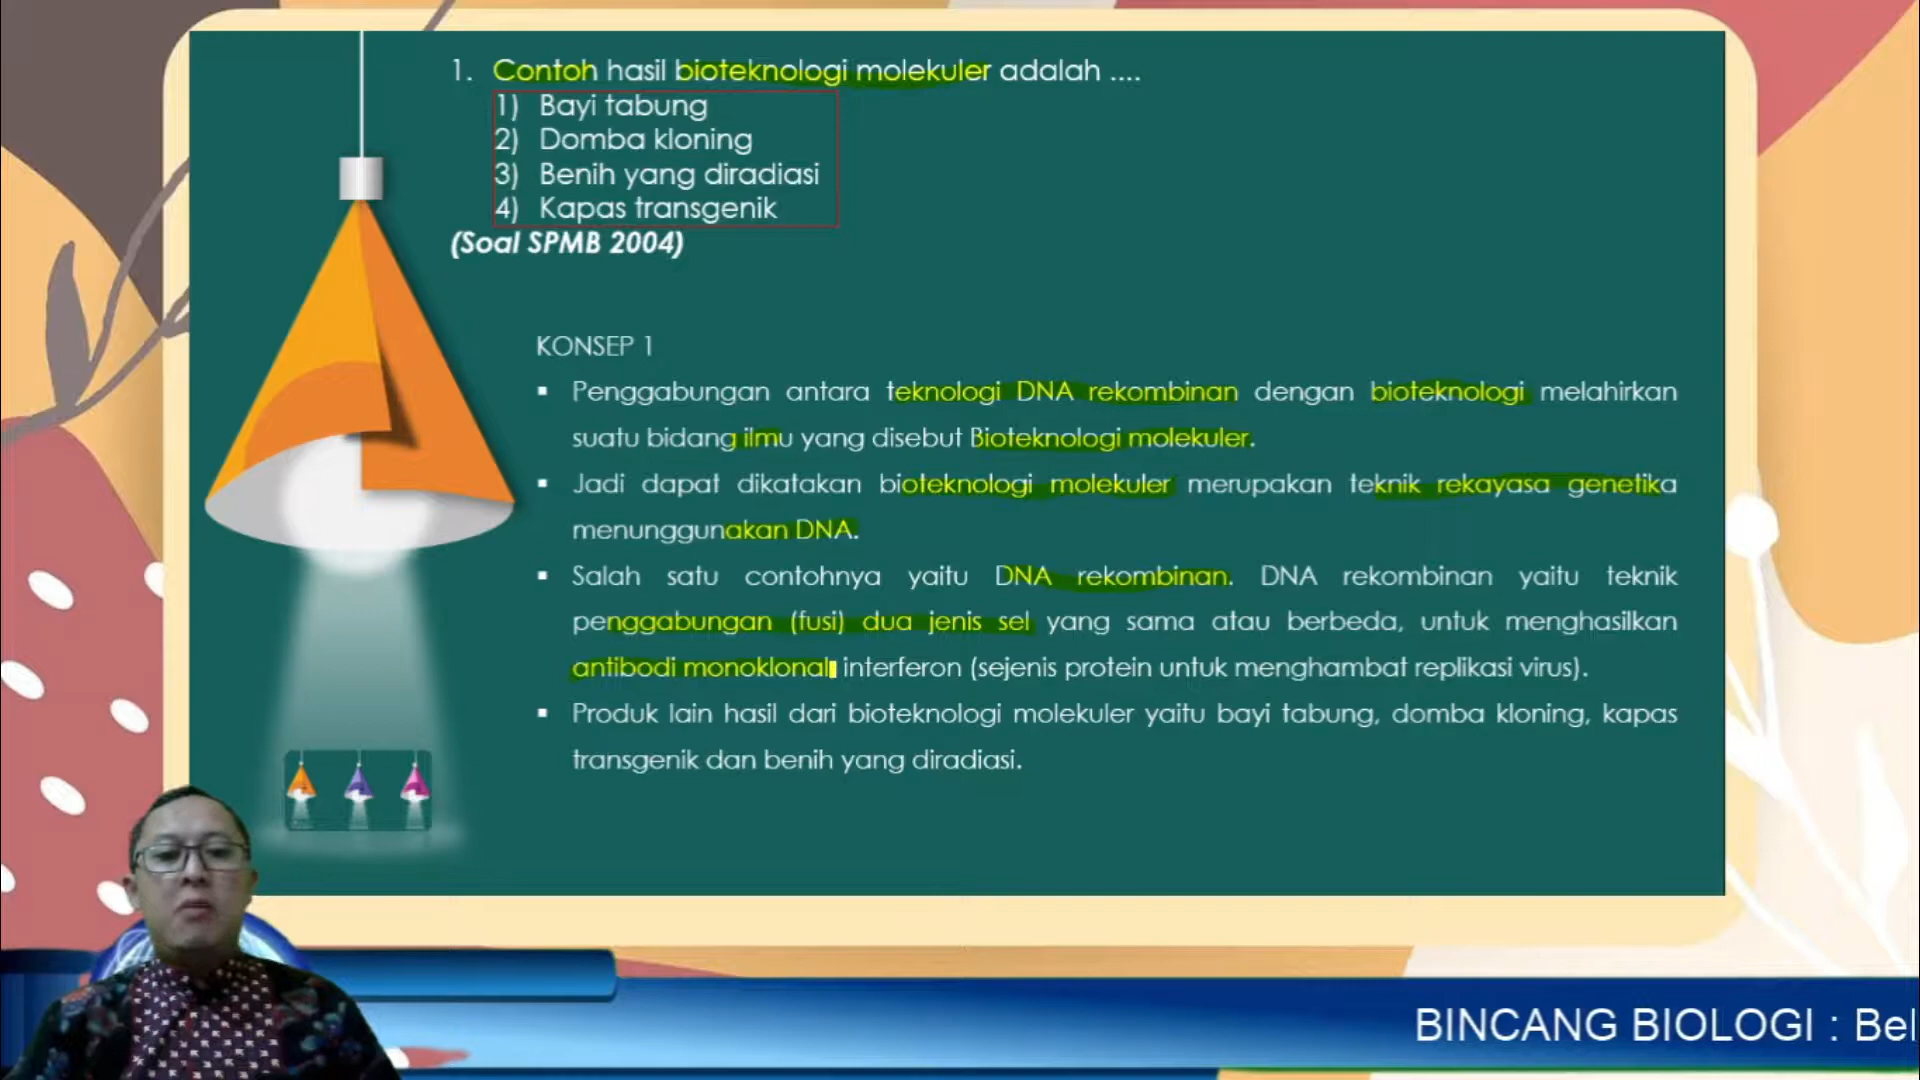 1. Contoh hasil bioteknologi molekuler adalah ....
1) Bayi tabung
2) Domba kloning
3) Benih yang diradiasi
4) Kapas transgenik
(Soal SPMB 2004)
KONSEP 1
▪ Penggabungan antara teknologi DNA rekombinan dengan bioteknologi melahirkan
suatu bidang ilmu yang disebut Bioteknologi molekuler.
▪ Jadi dapat dikatakan bioteknologi molekuler merupakan teknik rekayasa genetika
menunggunakan DNA.
▪ Salah satu contohnya yaitu DNA rekombinan. DNA rekombinan yaitu teknik
penggabungan (fusi) dua jenis sel yang sama atau berbeda, untuk menghasilkan
antibodi monoklonal interferon (sejenis protein untuk menghambat replikasi virus).
▪ Produk lain hasil dari bioteknologi molekuler yaitu bayi tabung, domba kloning, kapas
transgenik dan benih yang diradiasi.
BINCANG BIOLOGI : Bel